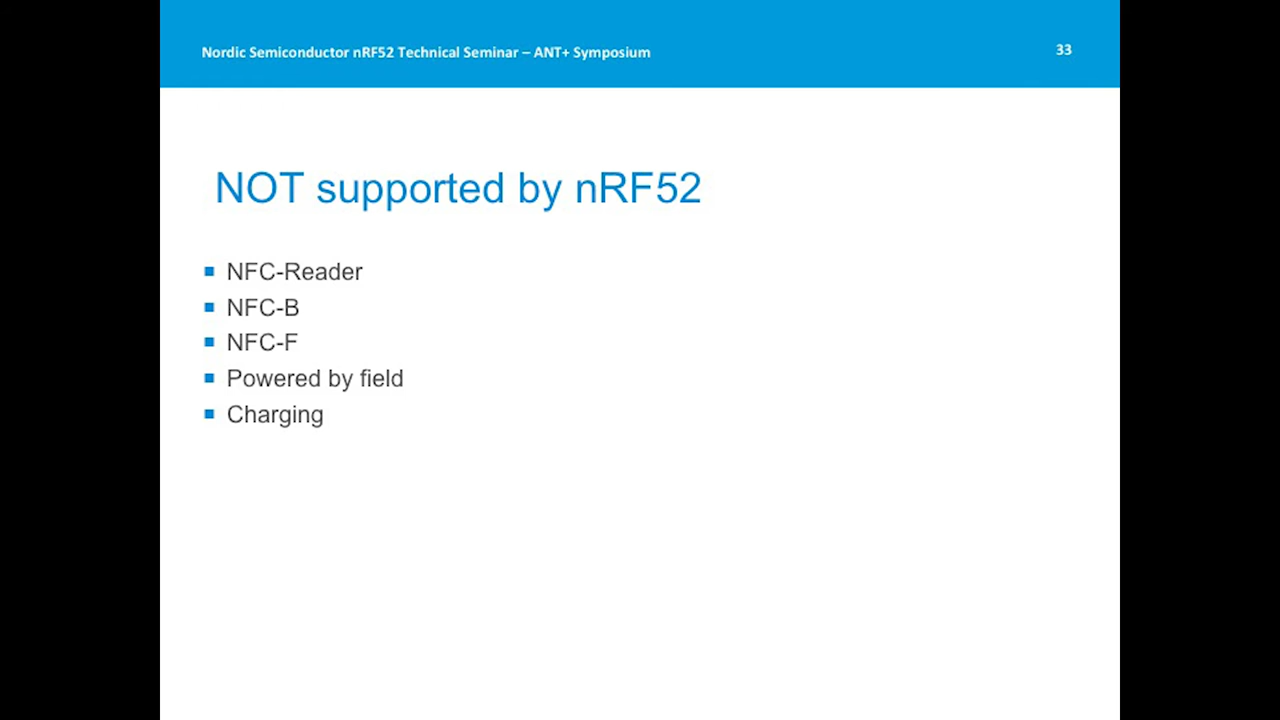 Nordic Semiconductor nRF52 Technical Seminar – ANT+ Symposium
33
NOT supported by nRF52
NFC-Reader
NFC-B
NFC-F
Powered by field
Charging